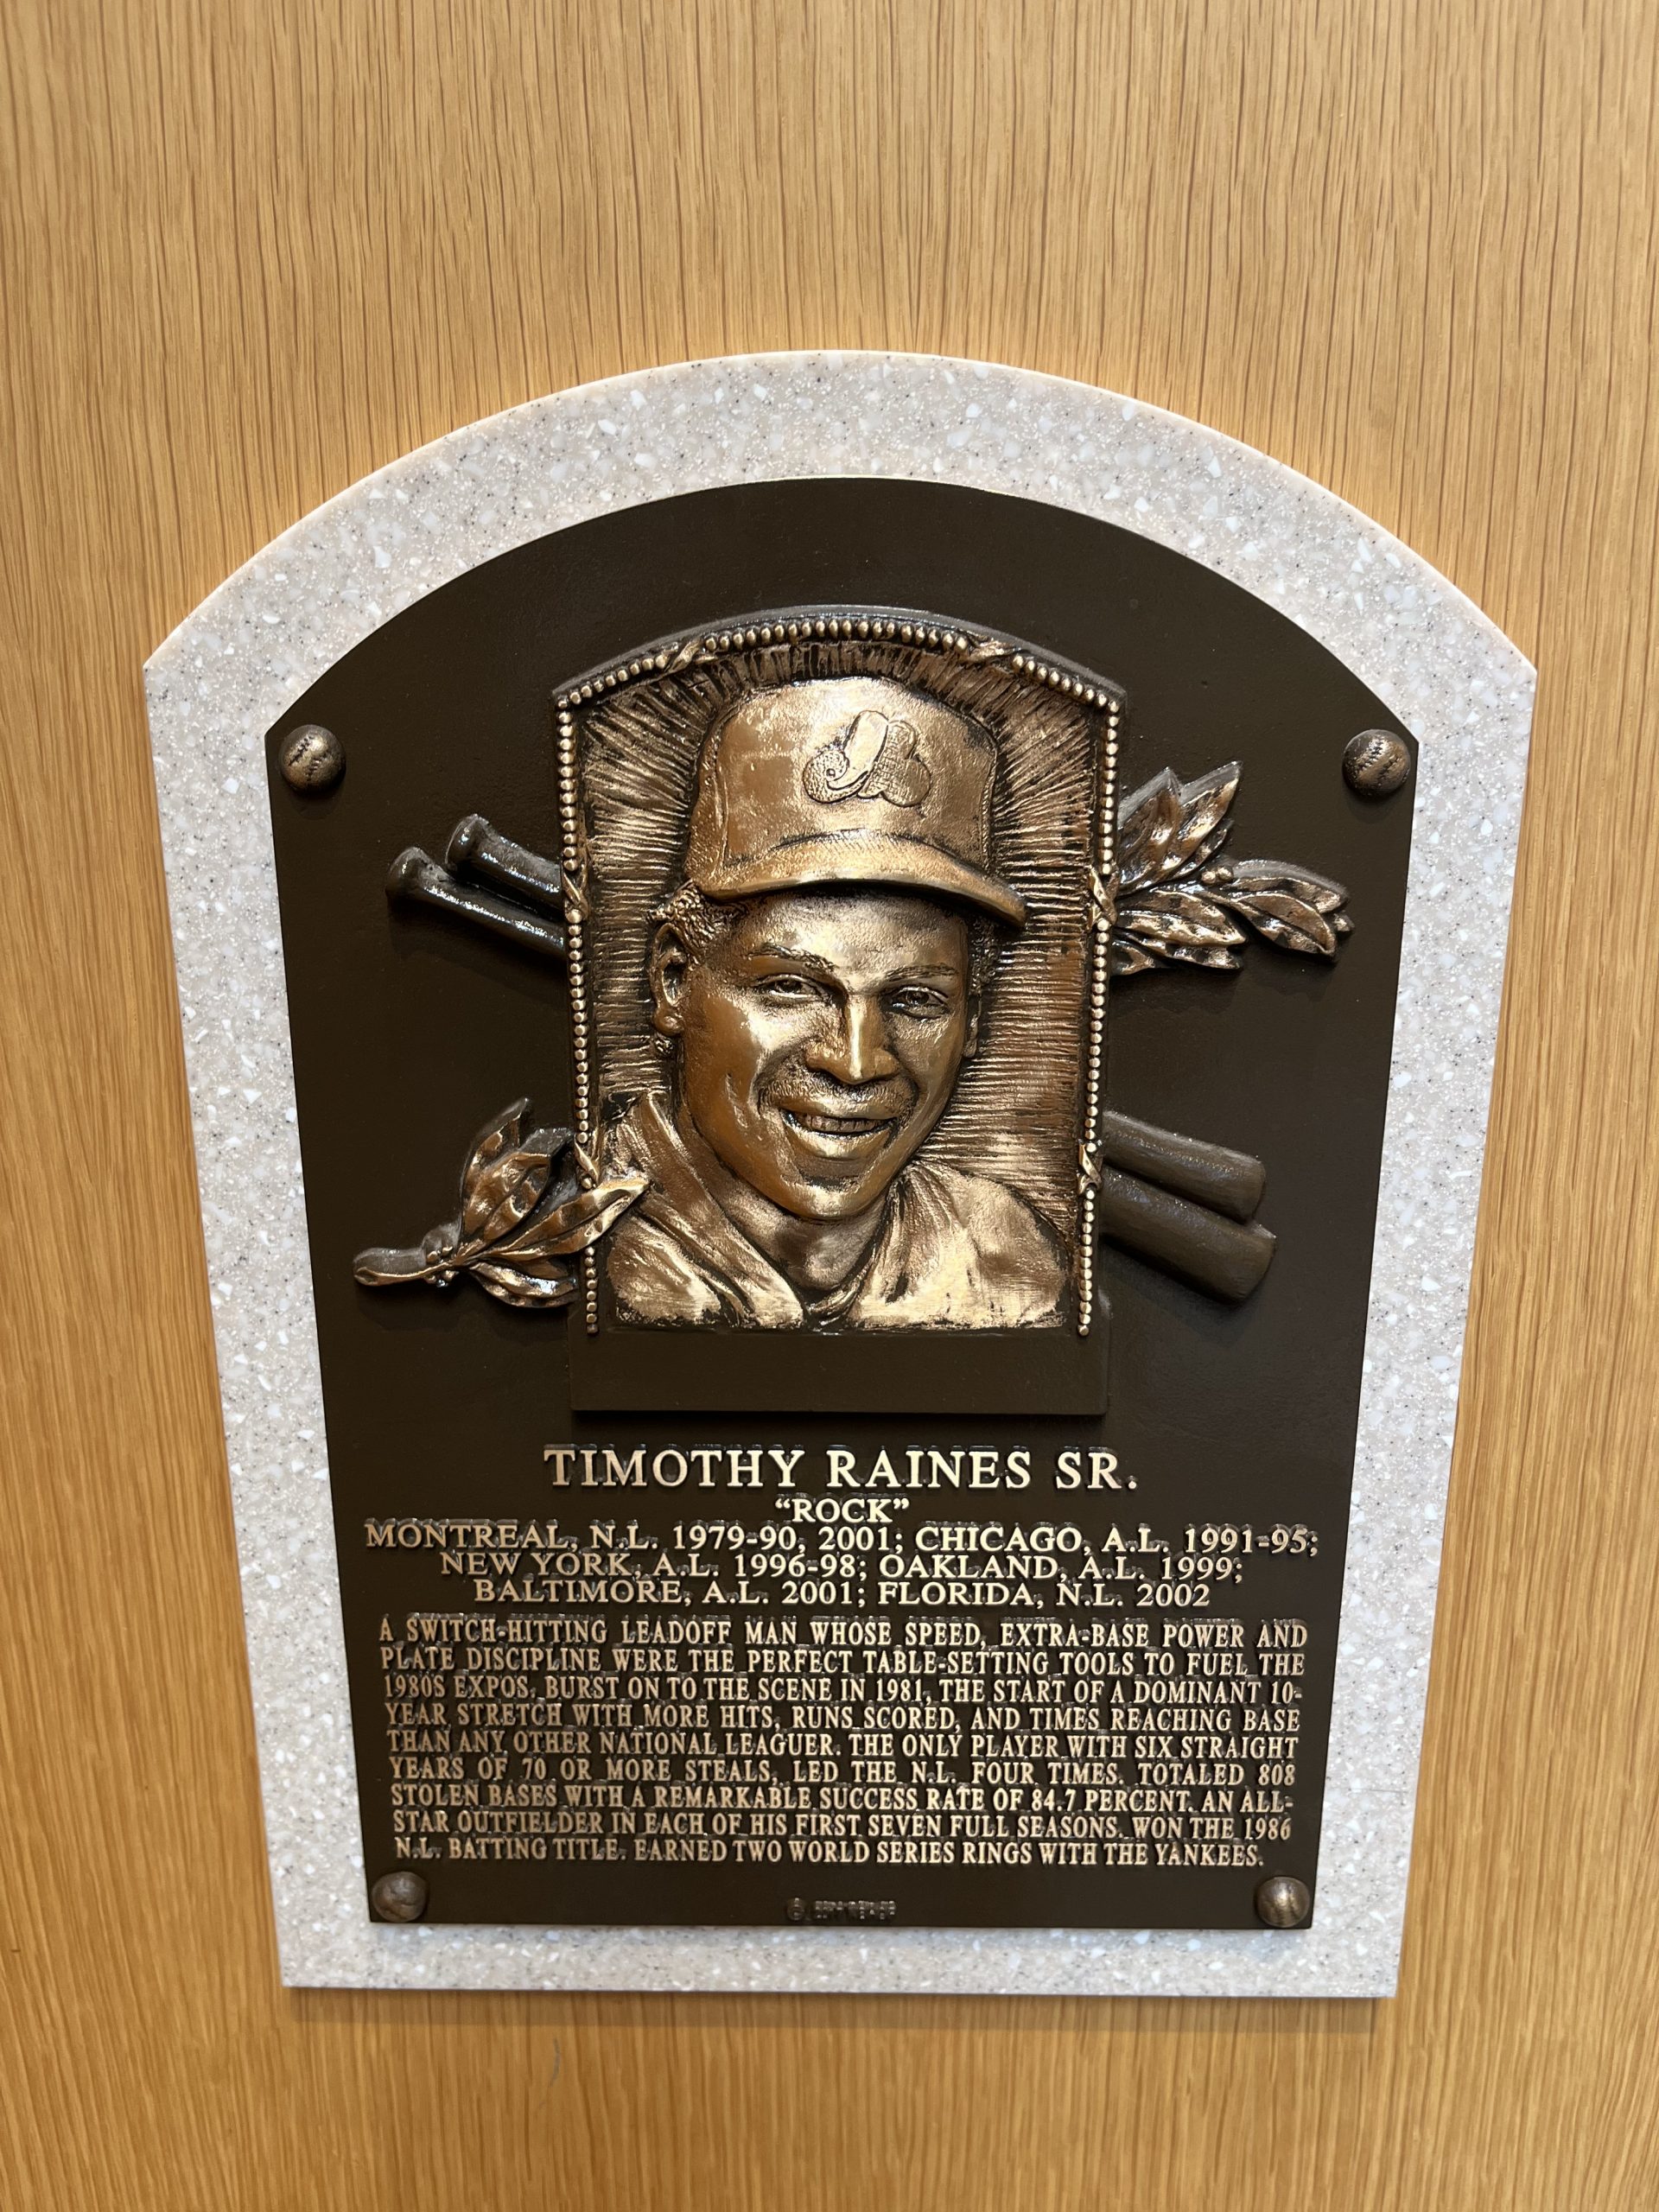 TIMOTHY RAINES SR.
“ROCK”
MONTREAL, N.L. 1979-90, 2001; CHICAGO, A.L. 1991-95;
NEW YORK, A.L. 1996-98; OAKLAND, A.L. 1999;
BALTIMORE, A.L. 2001; FLORIDA, N.L. 2002
A SWITCH-HITTING LEADOFF MAN WHOSE SPEED, EXTRA-BASE POWER AND
PLATE DISCIPLINE WERE THE PERFECT TABLE-SETTING TOOLS TO FUEL THE
1980S EXPOS. BURST ON TO THE SCENE IN 1981, THE START OF A DOMINANT 10-
YEAR STRETCH WITH MORE HITS, RUNS SCORED, AND TIMES REACHING BASE
THAN ANY OTHER NATIONAL LEAGUER. THE ONLY PLAYER WITH SIX STRAIGHT
YEARS OF 70 OR MORE STEALS, LED THE N.L. FOUR TIMES. TOTALED 808
STOLEN BASES WITH A REMARKABLE SUCCESS RATE OF 84.7 PERCENT. AN ALL-
STAR OUTFIELDER IN EACH OF HIS FIRST SEVEN FULL SEASONS. WON THE 1986
N.L. BATTING TITLE. EARNED TWO WORLD SERIES RINGS WITH THE YANKEES.